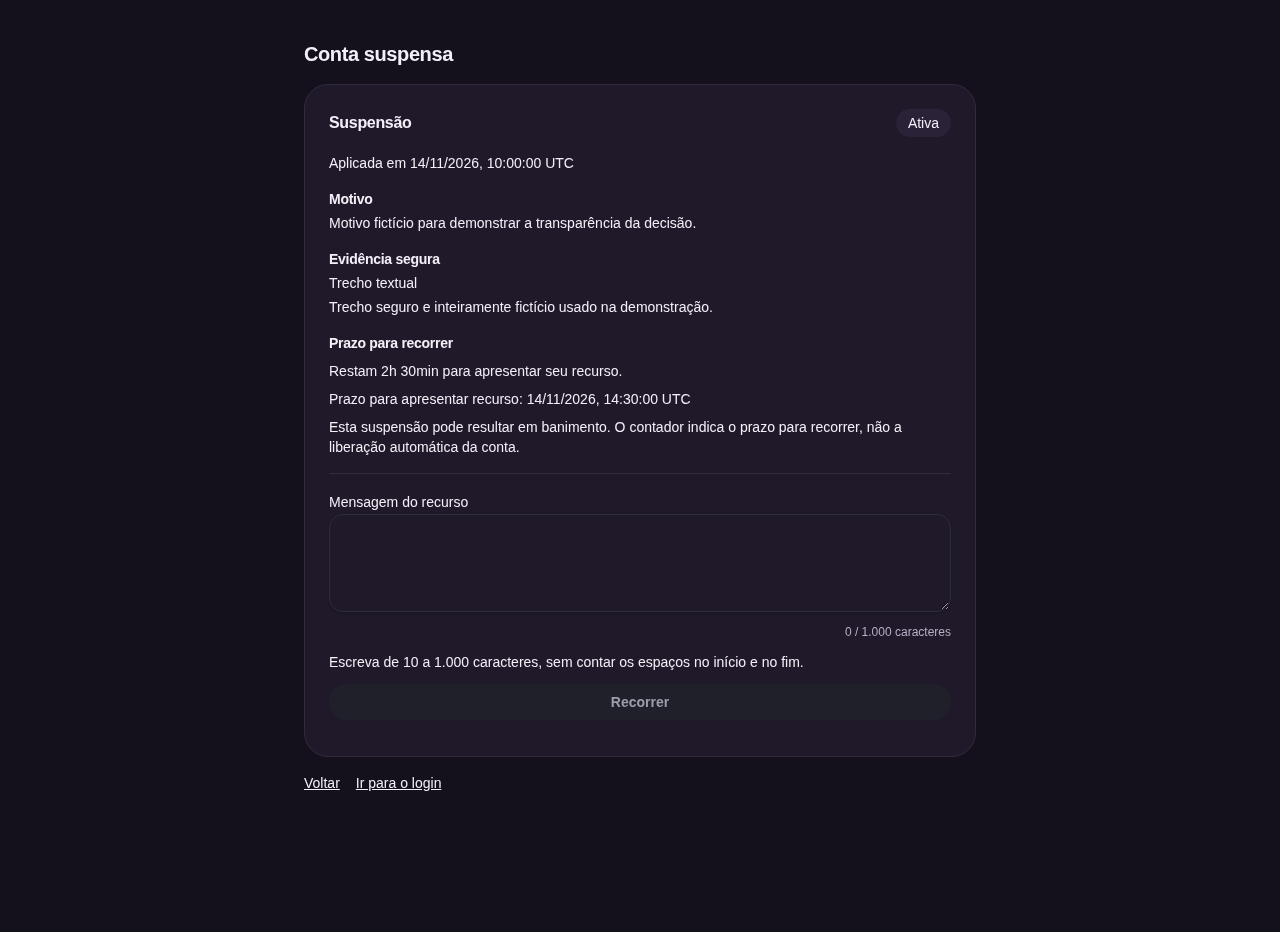 Conta suspensa
Suspensão
Ativa
Aplicada em 14/11/2026, 10:00:00 UTC
Motivo
Motivo fictício para demonstrar a transparência da decisão.
Evidência segura
Trecho textual
Trecho seguro e inteiramente fictício usado na demonstração.
Prazo para recorrer
Restam 2h 30min para apresentar seu recurso.
Prazo para apresentar recurso: 14/11/2026, 14:30:00 UTC
Esta suspensão pode resultar em banimento. O contador indica o prazo para recorrer, não a
liberação automática da conta.
Mensagem do recurso
0 / 1.000 caracteres
Escreva de 10 a 1.000 caracteres, sem contar os espaços no início e no fim.
Recorrer
Voltar Ir para o login